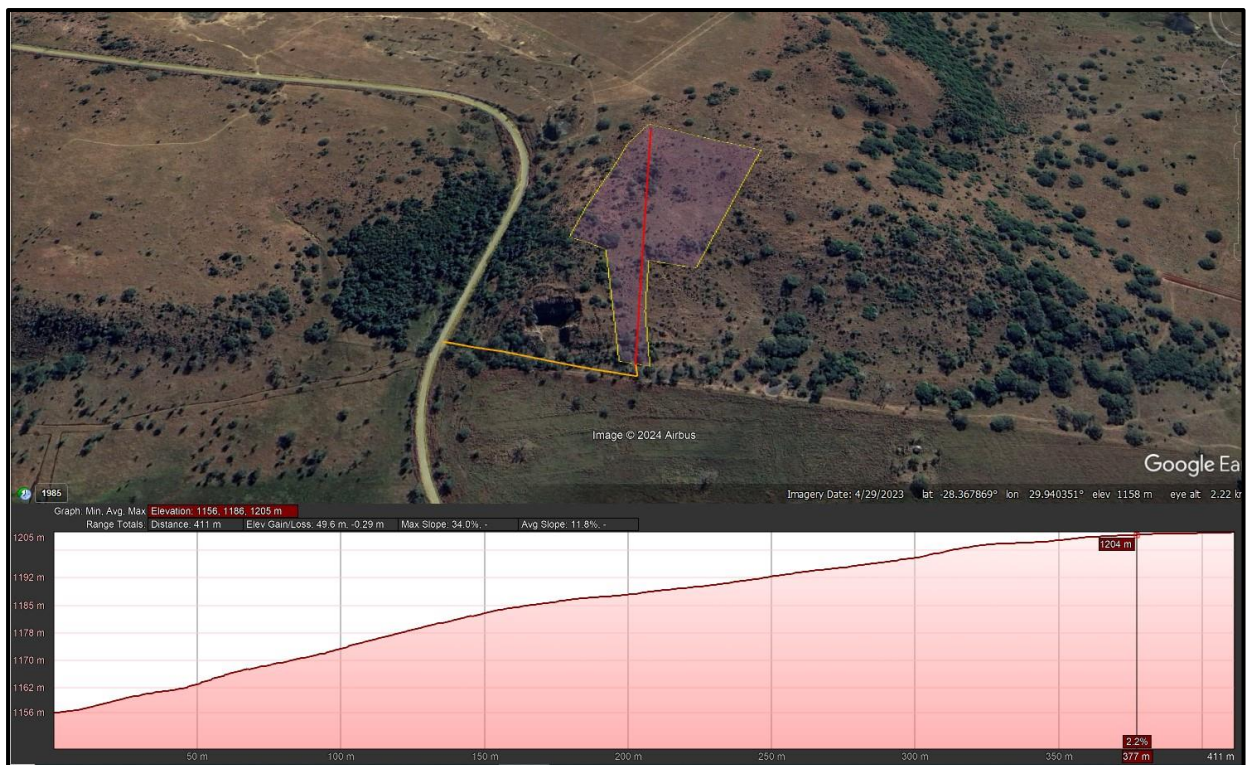 Image © 2024 Airbus
Google Ea
1985
Imagery Date: 4/29/2023 lat -28.367869° lon 29.940351° elev 1158 m eye alt 2.22 k
Graph: Min, Avg, Max Elevation: 1156, 1186, 1205 m
Range Totals: Distance: 411 m Elev Gain/Loss: 49.6 m, -0.29 m Max Slope: 34.0%, - Avg Slope: 11.8%, -
1205 m
1204 m
1192 m
1185 m
1178 m
1170 m
1162 m
1156 m
2.2%
50 m 100 m 150 m 200 m 250 m 300 m 350 m 377 m 411 m